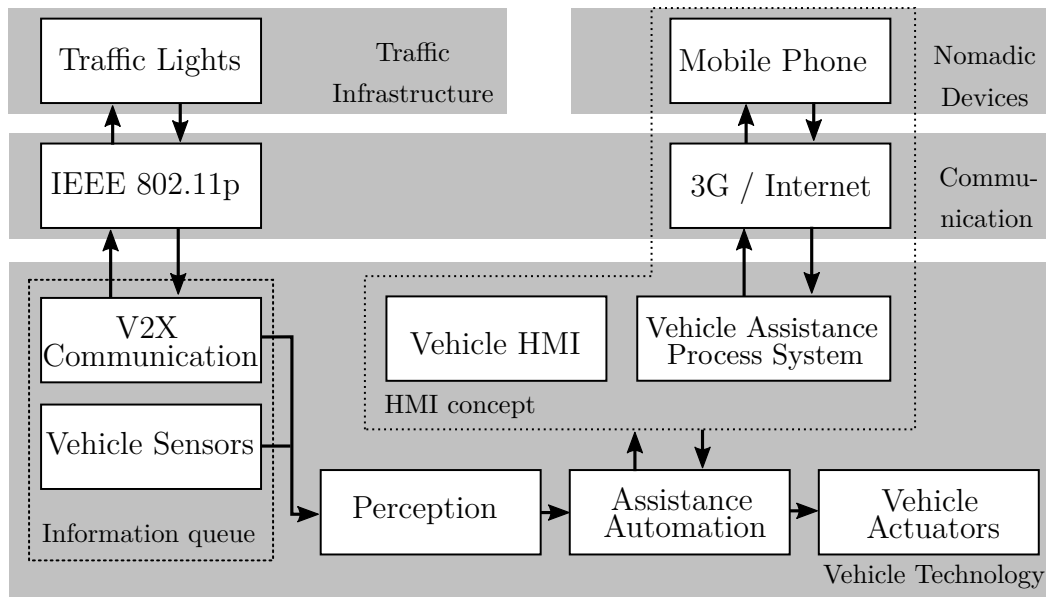 Traffic Lights
Traffic
Infrastructure
Mobile Phone
Nomadic
Devices
IEEE 802.11p
3G / Internet
Commu-
nication
V2X
Communication
Vehicle HMI
Vehicle Assistance
Process System
HMI concept
Vehicle Sensors
Information queue
Perception
Assistance
Automation
Vehicle
Actuators
Vehicle Technology